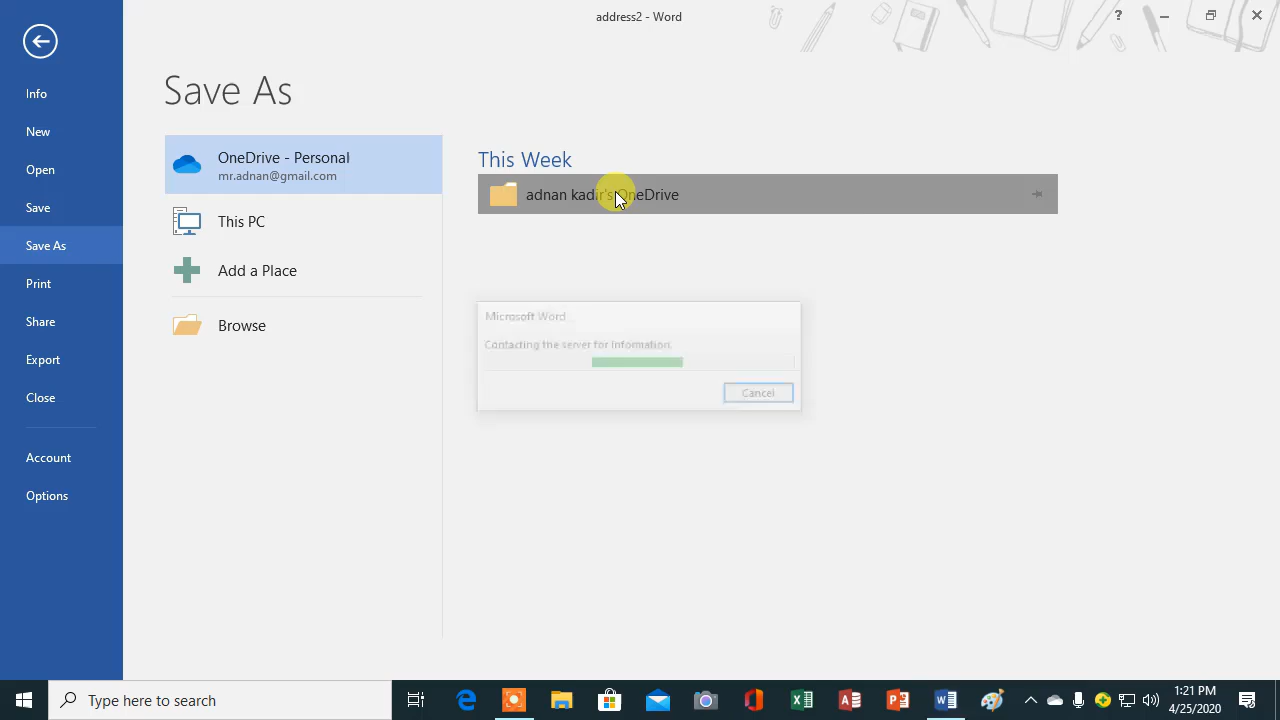 address2 - Word
?
Info
New
Open
Save
Save As
Print
Share
Export
Close
Account
Options
Save As
OneDrive - Personal
mr.adnan@gmail.com
This PC
Add a Place
Browse
This Week
adnan kadir's OneDrive
Microsoft Word
Contacting the server for information.
Cancel
Type here to search
1:21 PM
4/25/2020